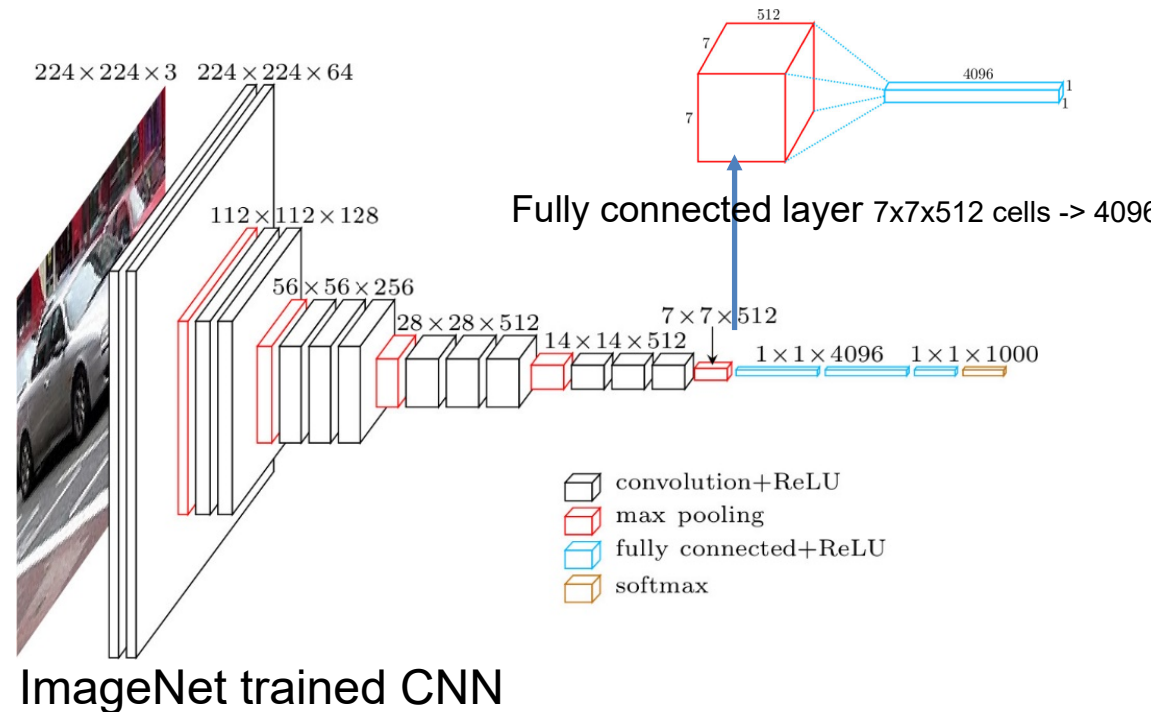 512
7
7
4096
1
1
224×224×3 224×224×64
Fully connected layer 7x7x512 cells -> 4096
112×112×128
56×56×256
28×28×512
14×14×512
7×7×512
1×1×4096 1×1×1000
convolution+ReLU
max pooling
fully connected+ReLU
softmax
ImageNet trained CNN